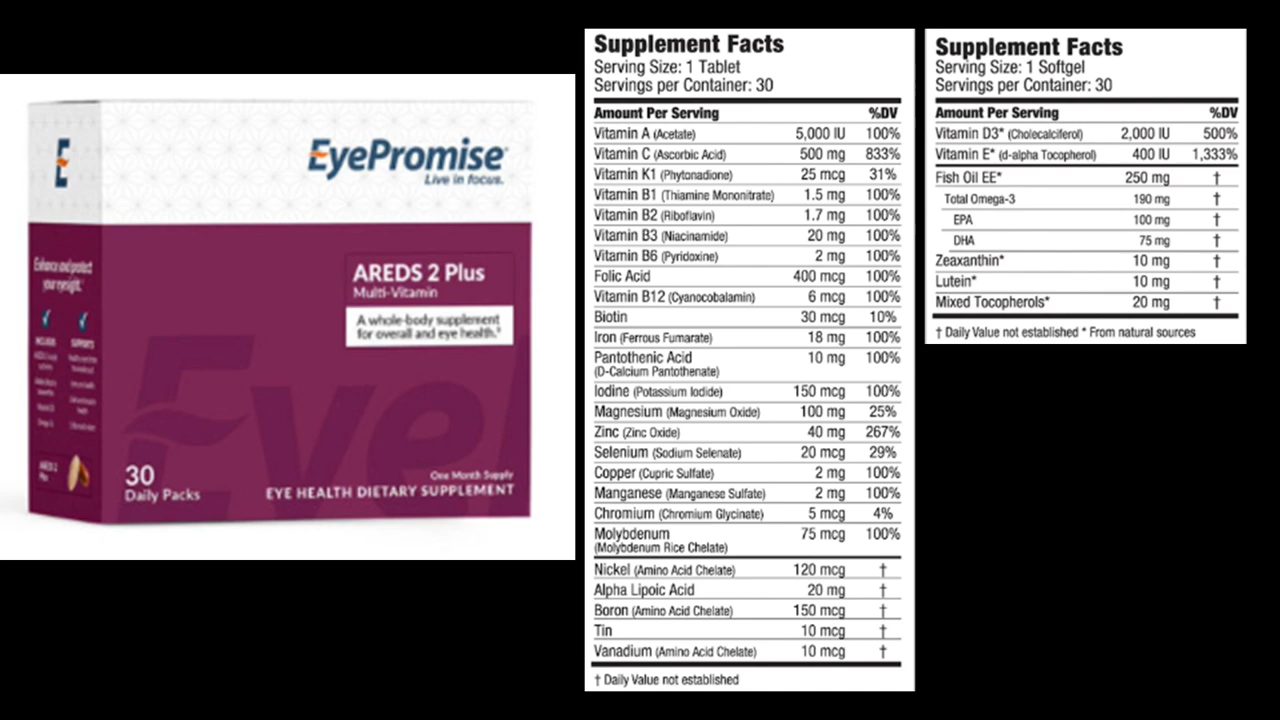 EyePromise
Live in focus.
Enhance and protect
your eyesight.
INCLUDES
SUPPORTS
AREDS 2
Plus
AREDS 2 Plus
Multi-Vitamin
A whole-body supplement
for overall and eye health.
30
Daily Packs
One Month Supply
EYE HEALTH DIETARY SUPPLEMENT
Eye
Supplement Facts
Serving Size: 1 Tablet
Servings per Container: 30
Amount Per Serving %DV
Vitamin A (Acetate) 5,000 IU 100%
Vitamin C (Ascorbic Acid) 500 mg 833%
Vitamin K1 (Phytonadione) 25 mcg 31%
Vitamin B1 (Thiamine Mononitrate) 1.5 mg 100%
Vitamin B2 (Riboflavin) 1.7 mg 100%
Vitamin B3 (Niacinamide) 20 mg 100%
Vitamin B6 (Pyridoxine) 2 mg 100%
Folic Acid 400 mcg 100%
Vitamin B12 (Cyanocobalamin) 6 mcg 100%
Biotin 30 mcg 10%
Iron (Ferrous Fumarate) 18 mg 100%
Pantothenic Acid 10 mg 100%
(D-Calcium Pantothenate)
Iodine (Potassium Iodide) 150 mcg 100%
Magnesium (Magnesium Oxide) 100 mg 25%
Zinc (Zinc Oxide) 40 mg 267%
Selenium (Sodium Selenate) 20 mcg 29%
Copper (Cupric Sulfate) 2 mg 100%
Manganese (Manganese Sulfate) 2 mg 100%
Chromium (Chromium Glycinate) 5 mcg 4%
Molybdenum 75 mcg 100%
(Molybdenum Rice Chelate)
Nickel (Amino Acid Chelate) 120 mcg †
Alpha Lipoic Acid 20 mg †
Boron (Amino Acid Chelate) 150 mcg †
Tin 10 mcg †
Vanadium (Amino Acid Chelate) 10 mcg †
† Daily Value not established
Supplement Facts
Serving Size: 1 Softgel
Servings per Container: 30
Amount Per Serving %DV
Vitamin D3* (Cholecalciferol) 2,000 IU 500%
Vitamin E* (d-alpha Tocopherol) 400 IU 1,333%
Fish Oil EE* 250 mg †
Total Omega-3 190 mg †
EPA 100 mg †
DHA 75 mg †
Zeaxanthin* 10 mg †
Lutein* 10 mg †
Mixed Tocopherols* 20 mg †
† Daily Value not established * From natural sources